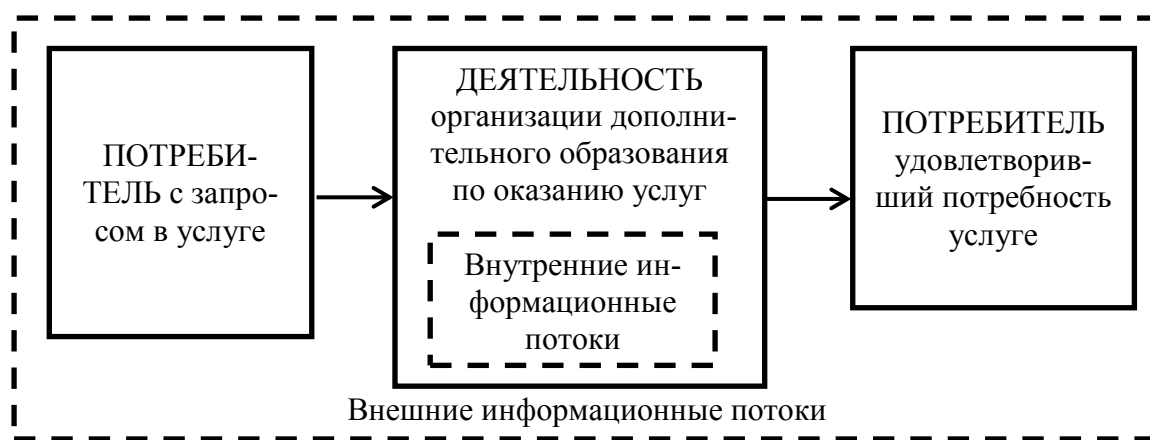 ПОТРЕБИ-
ТЕЛЬ с запро-
сом в услуге
ДЕЯТЕЛЬНОСТЬ
организации дополни-
тельного образования
по оказанию услуг
Внутренние ин-
формационные
потоки
ПОТРЕБИТЕЛЬ
удовлетворив-
ший потребность
услуге
Внешние информационные потоки